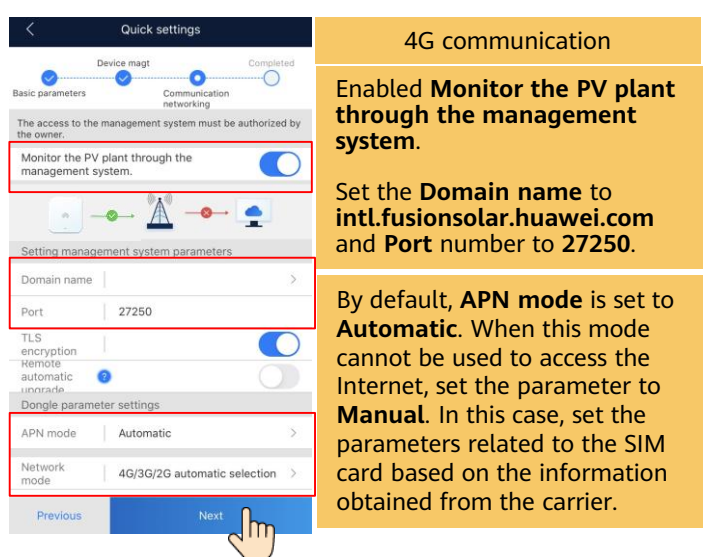 Quick settings
Device magt
Completed
Basic parameters
Communication
networking
The access to the management system must be authorized by
the owner.
Monitor the PV plant through the
management system.
Setting management system parameters
Domain name
Port 27250
TLS
encryption
Remote
automatic
upgrade
Dongle parameter settings
APN mode Automatic
Network
mode
4G/3G/2G automatic selection
Previous
Next
4G communication
Enabled Monitor the PV plant
through the management
system.
Set the Domain name to
intl.fusionsolar.huawei.com
and Port number to 27250.
By default, APN mode is set to
Automatic. When this mode
cannot be used to access the
Internet, set the parameter to
Manual. In this case, set the
parameters related to the SIM
card based on the information
obtained from the carrier.